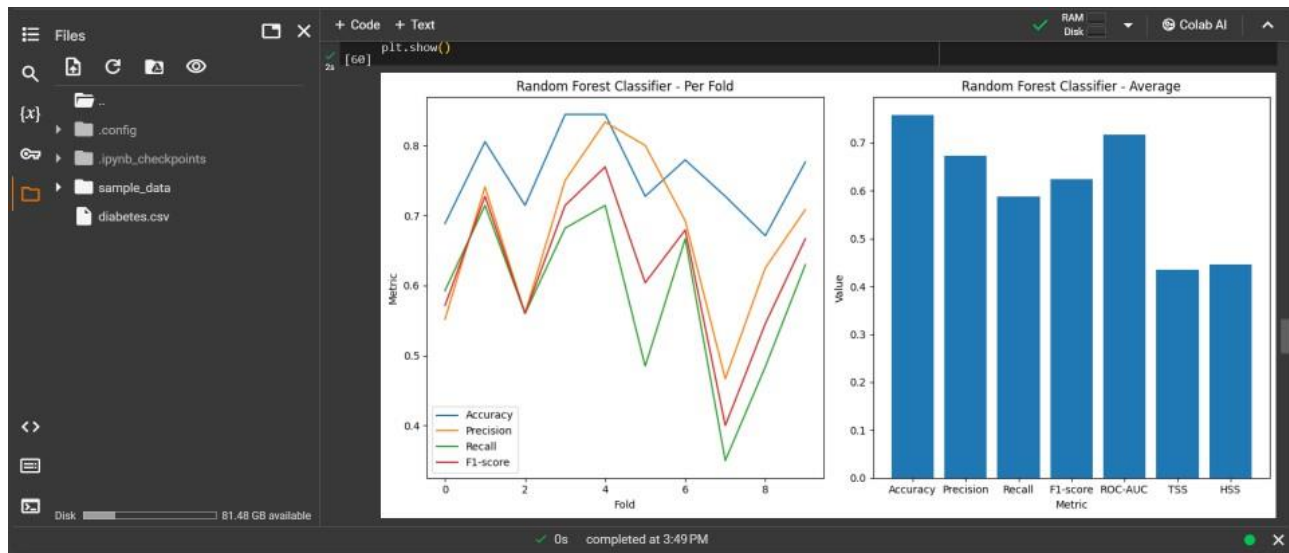 Files
..
.config
.ipynb_checkpoints
sample_data
diabetes.csv
Disk 81.48 GB available
+ Code + Text
RAM
Disk
Colab AI
plt.show()
[60]
2s
{x}
Random Forest Classifier - Per Fold
Metric
0.8
0.7
0.6
0.5
0.4
Accuracy
Precision
Recall
F1-score
0 2 4 6 8
Fold
Random Forest Classifier - Average
Value
0.7
0.6
0.5
0.4
0.3
0.2
0.1
0.0
Accuracy Precision Recall F1-score ROC-AUC TSS HSS
Metric
0s completed at 3:49 PM